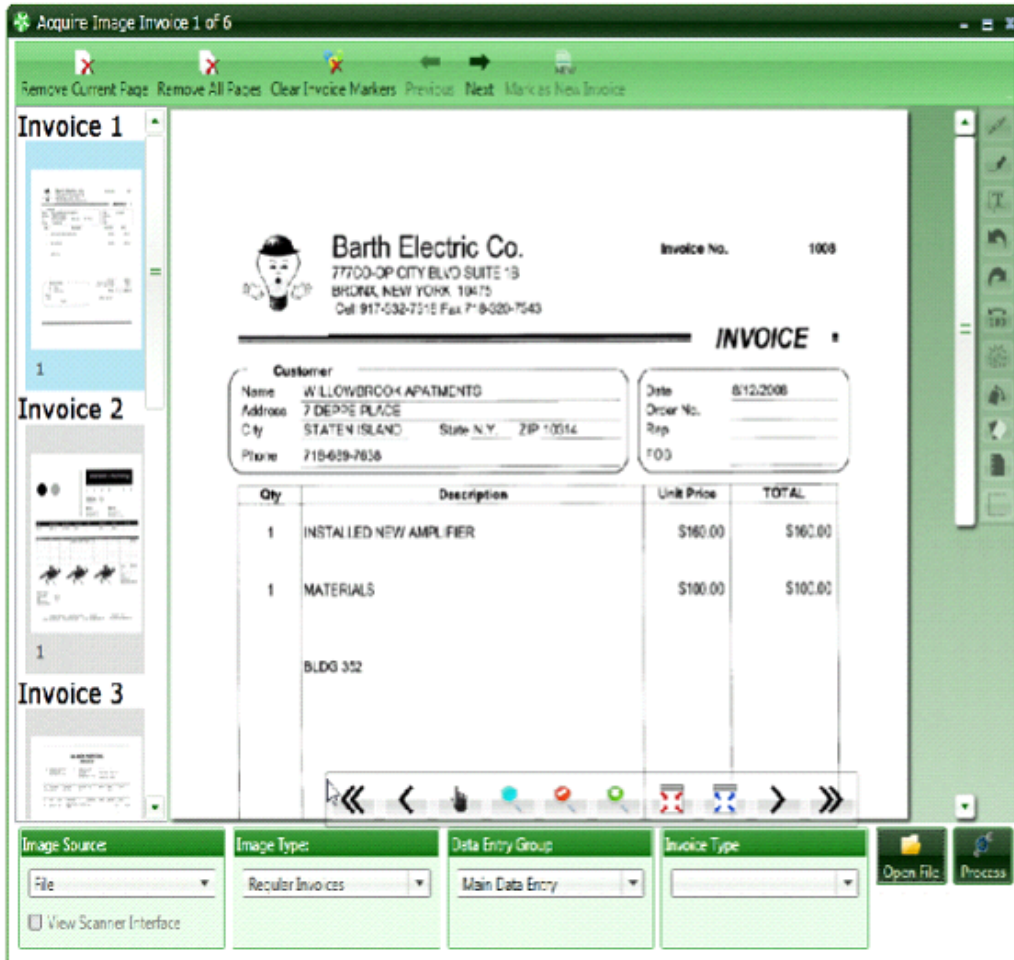 Acquire Image Invoice 1 of 6
Remove Current Page Remove All Pages Clear Invoice Markers Previous Next Mark as New Invoice
NEW
Invoice 1
1
Invoice 2
1
Invoice 3
Barth Electric Co.
BRONX, NEW YORK 10475
Invoice No. 1008
INVOICE
Customer
Name WILLOWBROOK APATMENTS
Address 7 DEPPE PLACE
City STATEN ISLAND State N.Y. ZIP 10314
Phone
Date 8/12/2008
Order No.
Rep
FOB
Qty Description Unit Price TOTAL
1 INSTALLED NEW AMPLIFIER $160.00 $160.00
1 MATERIALS $100.00 $100.00
BLDG 352
Image Source:
File
View Scanner Interface
Image Type:
Regular Invoices
Data Entry Group
Main Data Entry
Invoice Type
Open File
Process